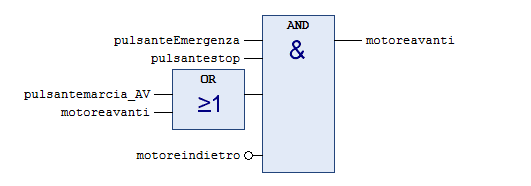 AND
pulsanteEmergenza
&
motoreavanti
pulsantestop
OR
pulsantemarcia_AV
≥1
motoreavanti
motoreindietro